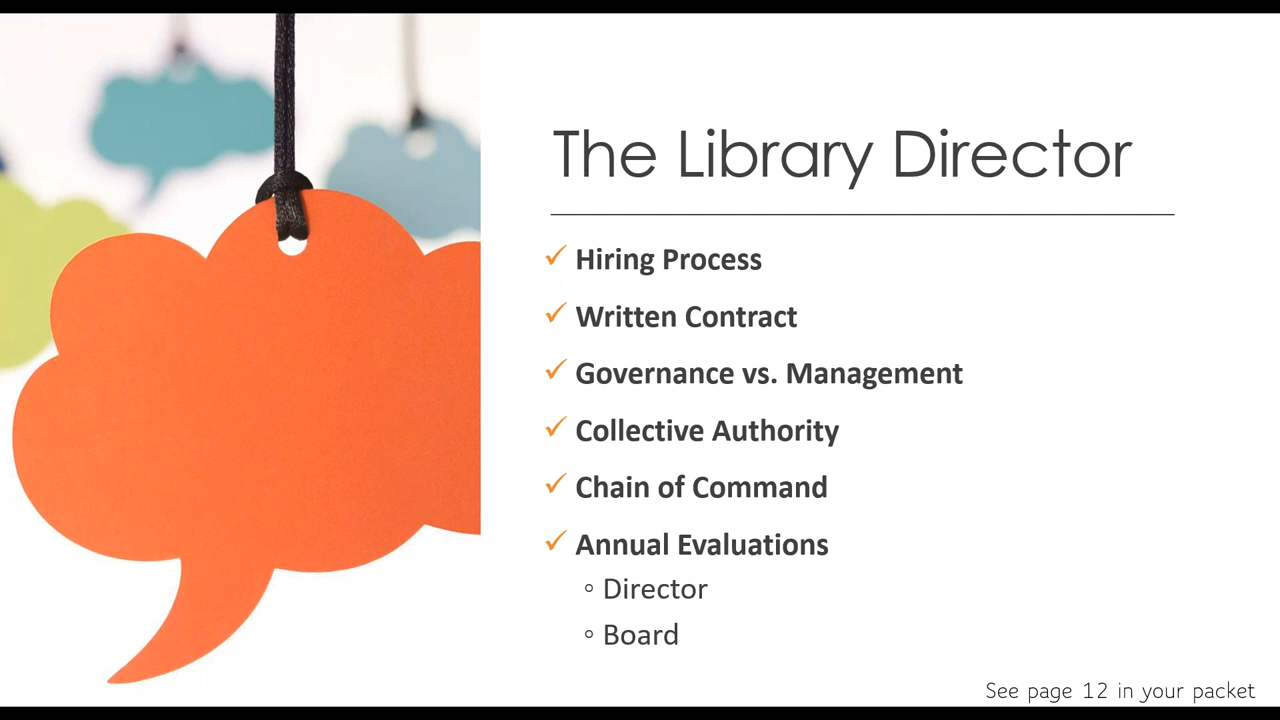 The Library Director
✓ Hiring Process
✓ Written Contract
✓ Governance vs. Management
✓ Collective Authority
✓ Chain of Command
✓ Annual Evaluations
◦ Director
◦ Board
See page 12 in your packet